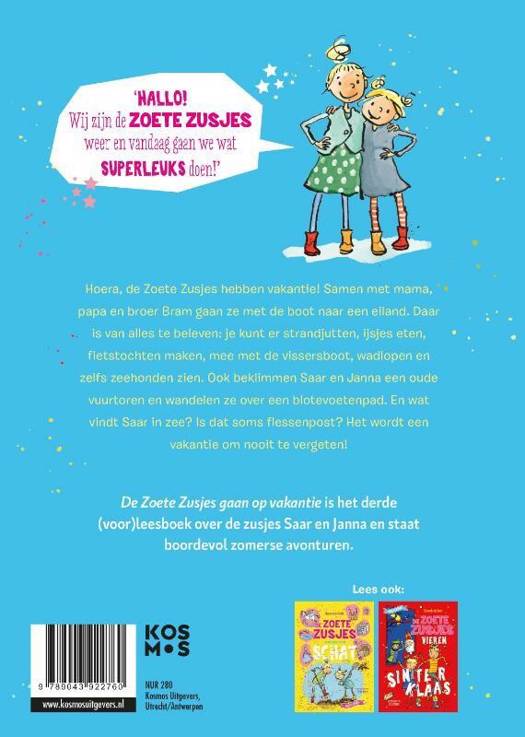 ‘HALLO!
Wij zijn de ZOETE ZUSJES
weer en vandaag gaan we wat
SUPERLEUKS doen!’
Hoera, de Zoete Zusjes hebben vakantie! Samen met mama,
papa en broer Bram gaan ze met de boot naar een eiland. Daar
is van alles te beleven: je kunt er strandjutten, ijsjes eten,
fietstochten maken, mee met de vissersboot, wadlopen en
zelfs zeehonden zien. Ook beklimmen Saar en Janna een oude
vuurtoren en wandelen ze over een blotevoetenpad. En wat
vindt Saar in zee? Is dat soms flessenpost? Het wordt een
vakantie om nooit te vergeten!
De Zoete Zusjes gaan op vakantie is het derde
(voor)leesboek over de zusjes Saar en Janna en staat
boordevol zomerse avonturen.
Lees ook:
DE ZOETE
ZUSJES
SCHAT
DE ZOETE
ZUSJES
VIEREN
SINTER
KLAAS
KOS
MOS
9 789043 922760
www.kosmosuitgevers.nl
NUR 280
Kosmos Uitgevers,
Utrecht/Antwerpen